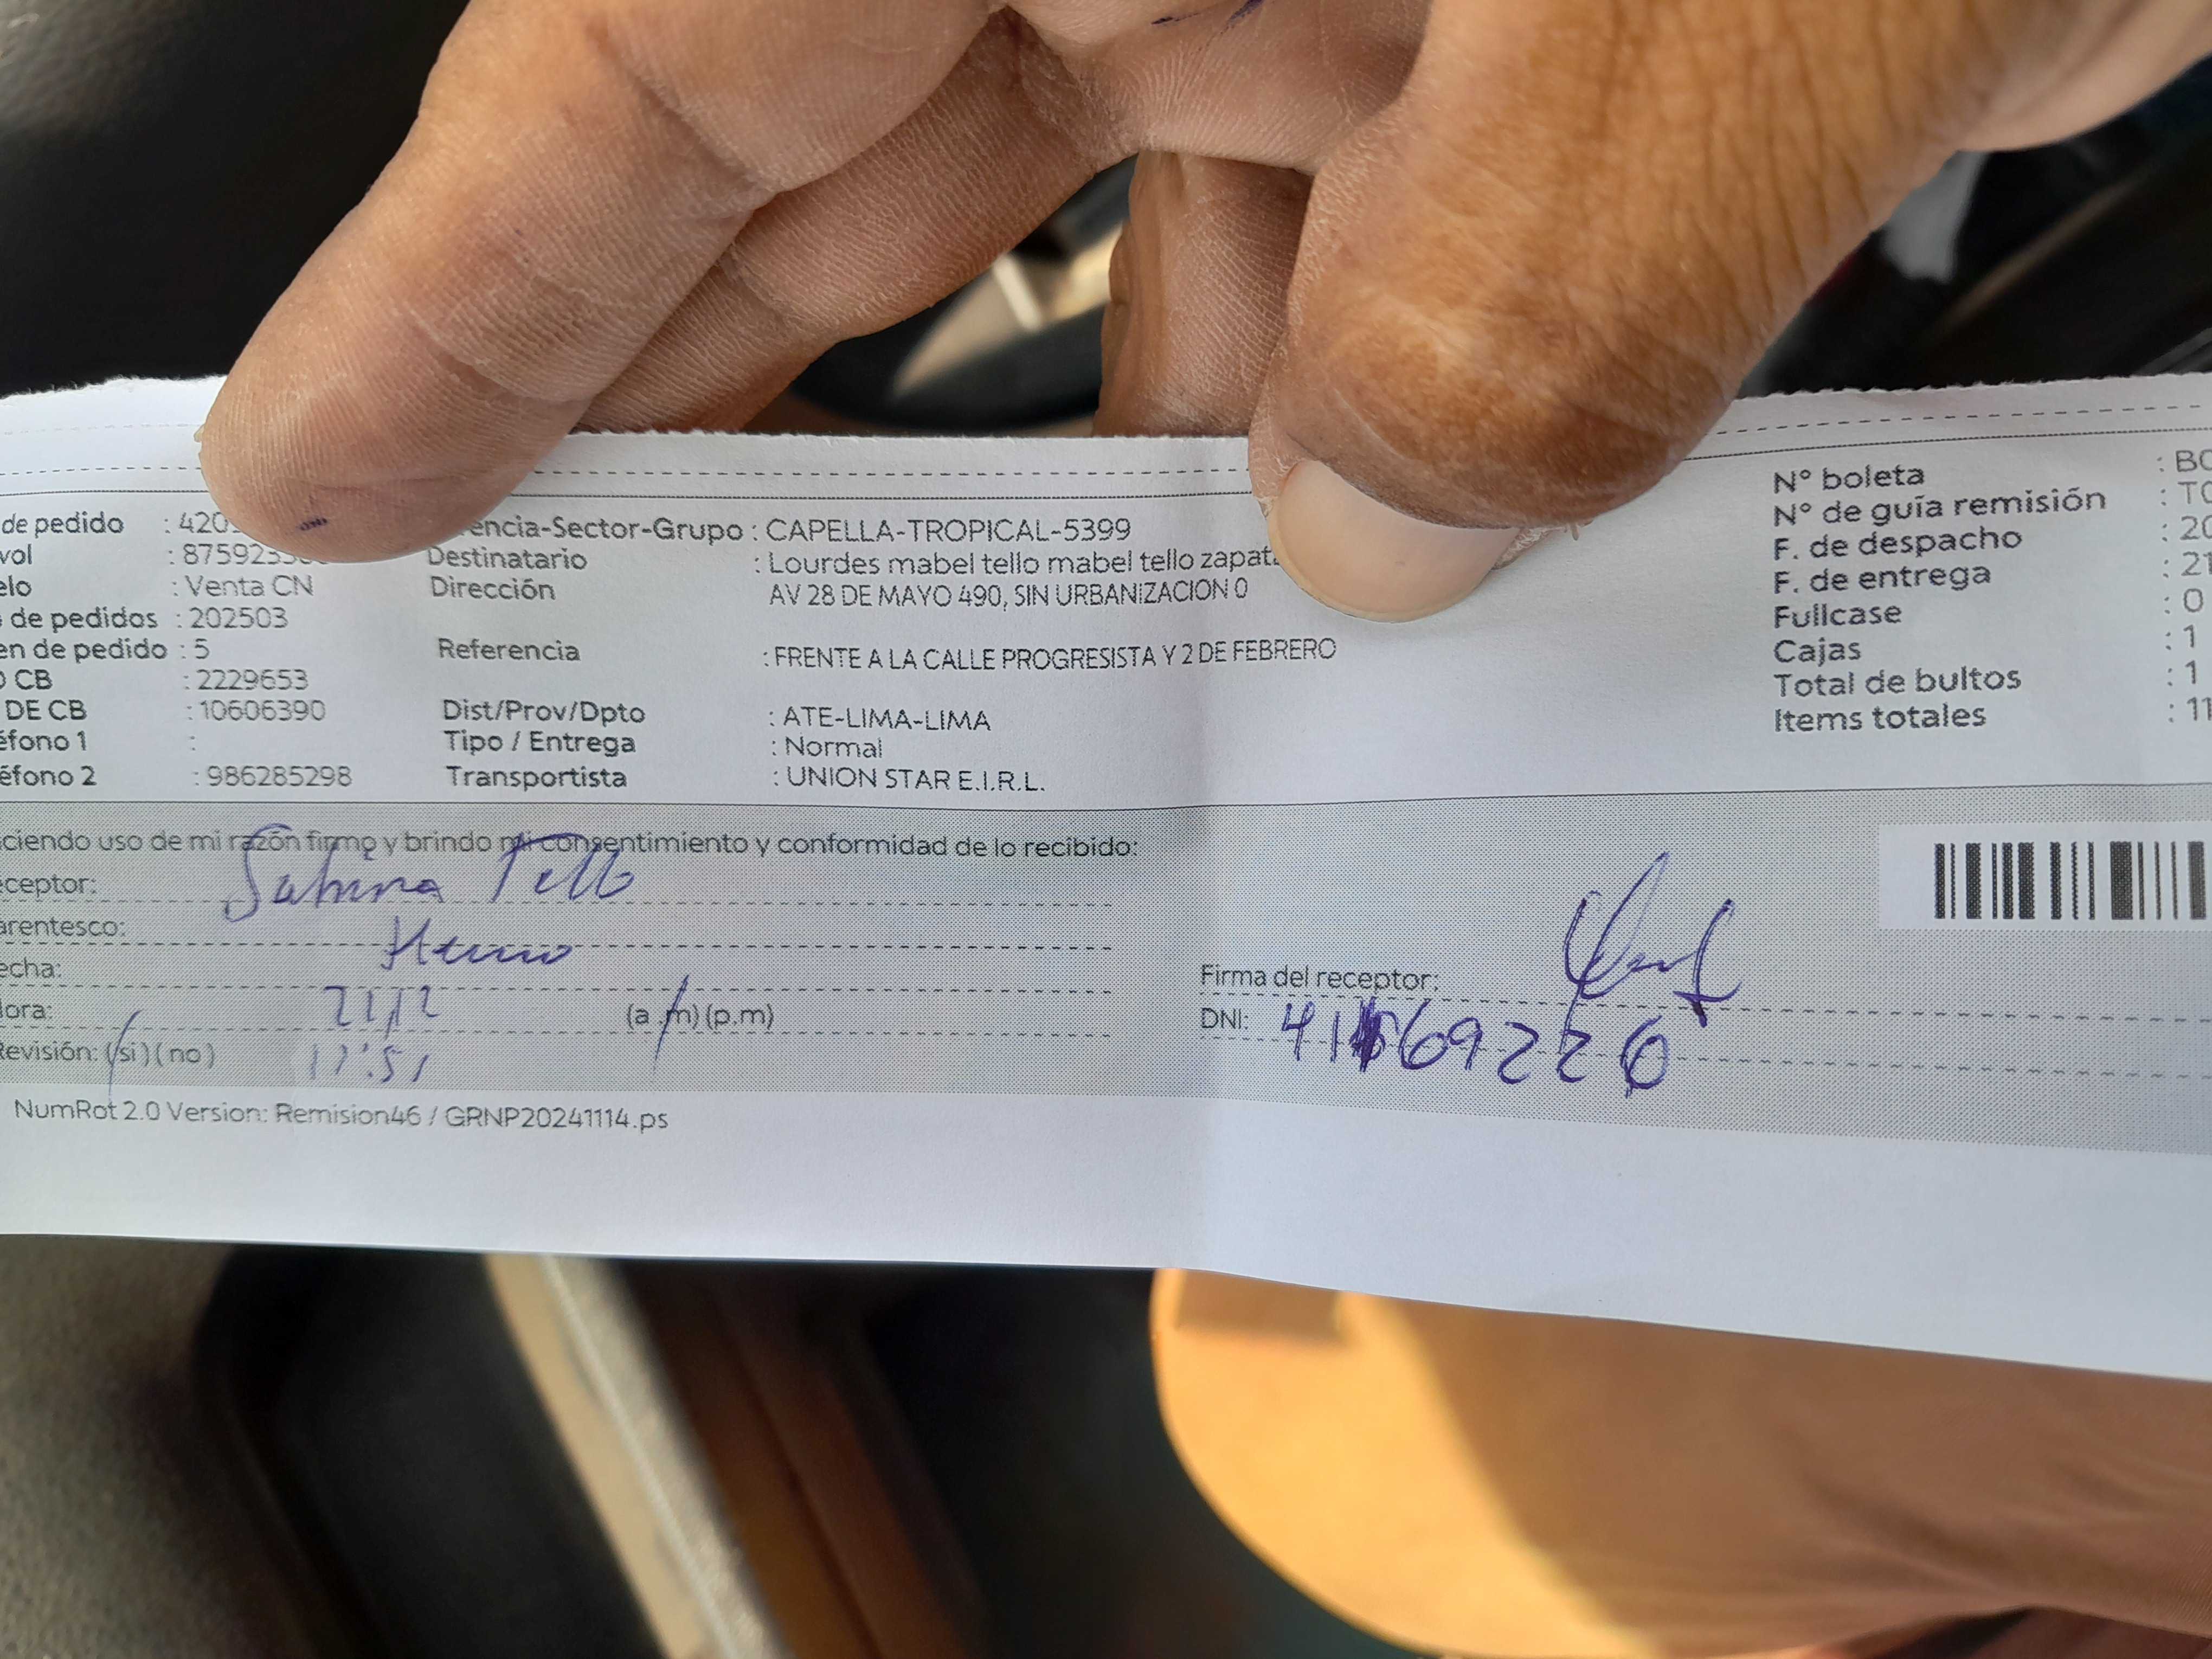 de pedido : 420
encia-Sector-Grupo : CAPELLA-TROPICAL-5399
N° boleta : BO
vol : 8759233
Destinatario : Lourdes mabel tello mabel tello zapata
N° de guía remisión : T0
elo : Venta CN
Dirección AV 28 DE MAYO 490, SIN URBANIZACION 0
F. de despacho : 20
de pedidos : 202503
F. de entrega : 21
en de pedido : 5
Referencia : FRENTE A LA CALLE PROGRESISTA Y 2 DE FEBRERO
Fullcase : 0
CB : 2229653
Cajas : 1
DE CB : 10606390
Dist/Prov/Dpto : ATE-LIMA-LIMA
Total de bultos : 1
éfono 1 :
Tipo / Entrega : Normal
Items totales : 11
éfono 2 : 986285298
Transportista : UNION STAR E.I.R.L.
ciendo uso de mi razón firmo y brindo mi consentimiento y conformidad de lo recibido:
ceptor: Sabina Tello
arentesco:
echa: 21/12
Hora: (a.m) (p.m)
Revisión: (si) (no)
Firma del receptor:
DNI:
NumRot 2.0 Version: Remision46 / GRNP20241114.ps